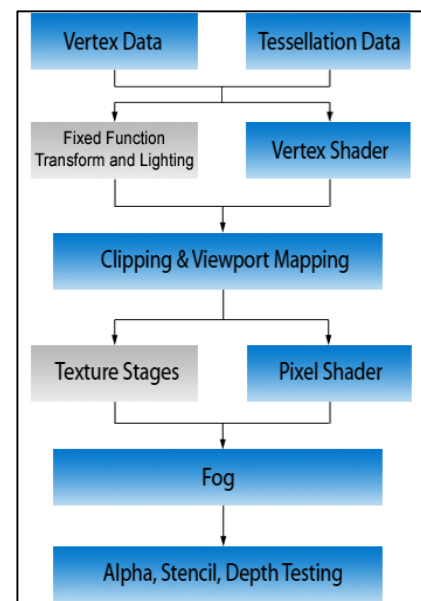 Vertex Data
Tessellation Data
Fixed Function
Transform and Lighting
Vertex Shader
Clipping & Viewport Mapping
Texture Stages
Pixel Shader
Fog
Alpha, Stencil, Depth Testing